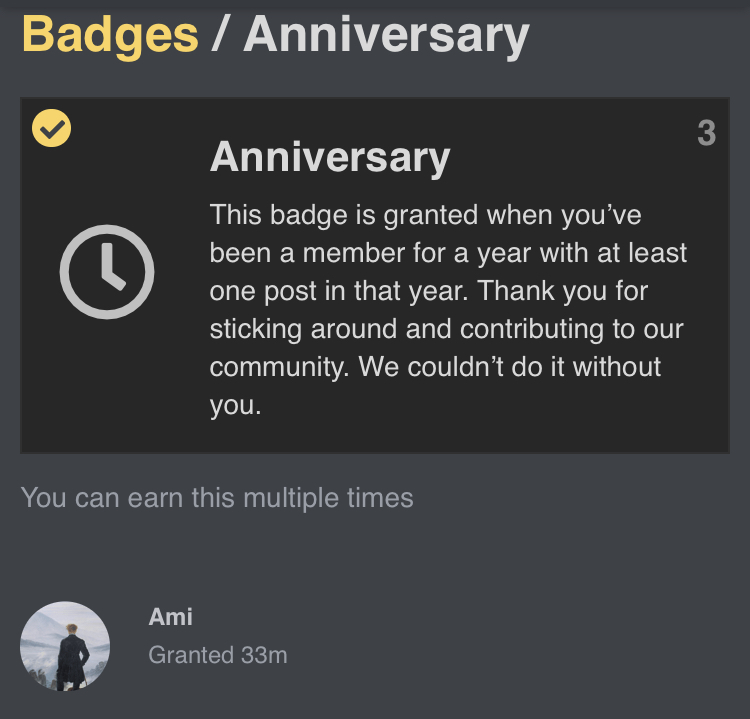 Badges / Anniversary
3
Anniversary
This badge is granted when you’ve
been a member for a year with at least
one post in that year. Thank you for
sticking around and contributing to our
community. We couldn’t do it without
you.
You can earn this multiple times
Ami
Granted 33m